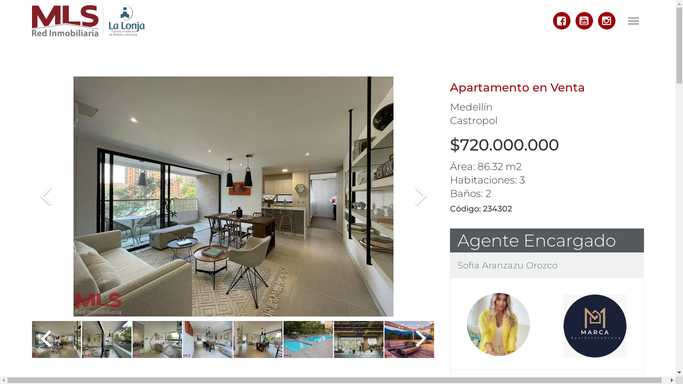 MLS
Red Inmobiliaria
La Lonja
Apartamento en Venta
Medellín
Castropol
$720.000.000
Área: 86.32 m2
Habitaciones: 3
Baños: 2
Código: 234302
MLS
Red Inmobiliaria
Agente Encargado
Sofia Aranzazu Orozco
MARCA